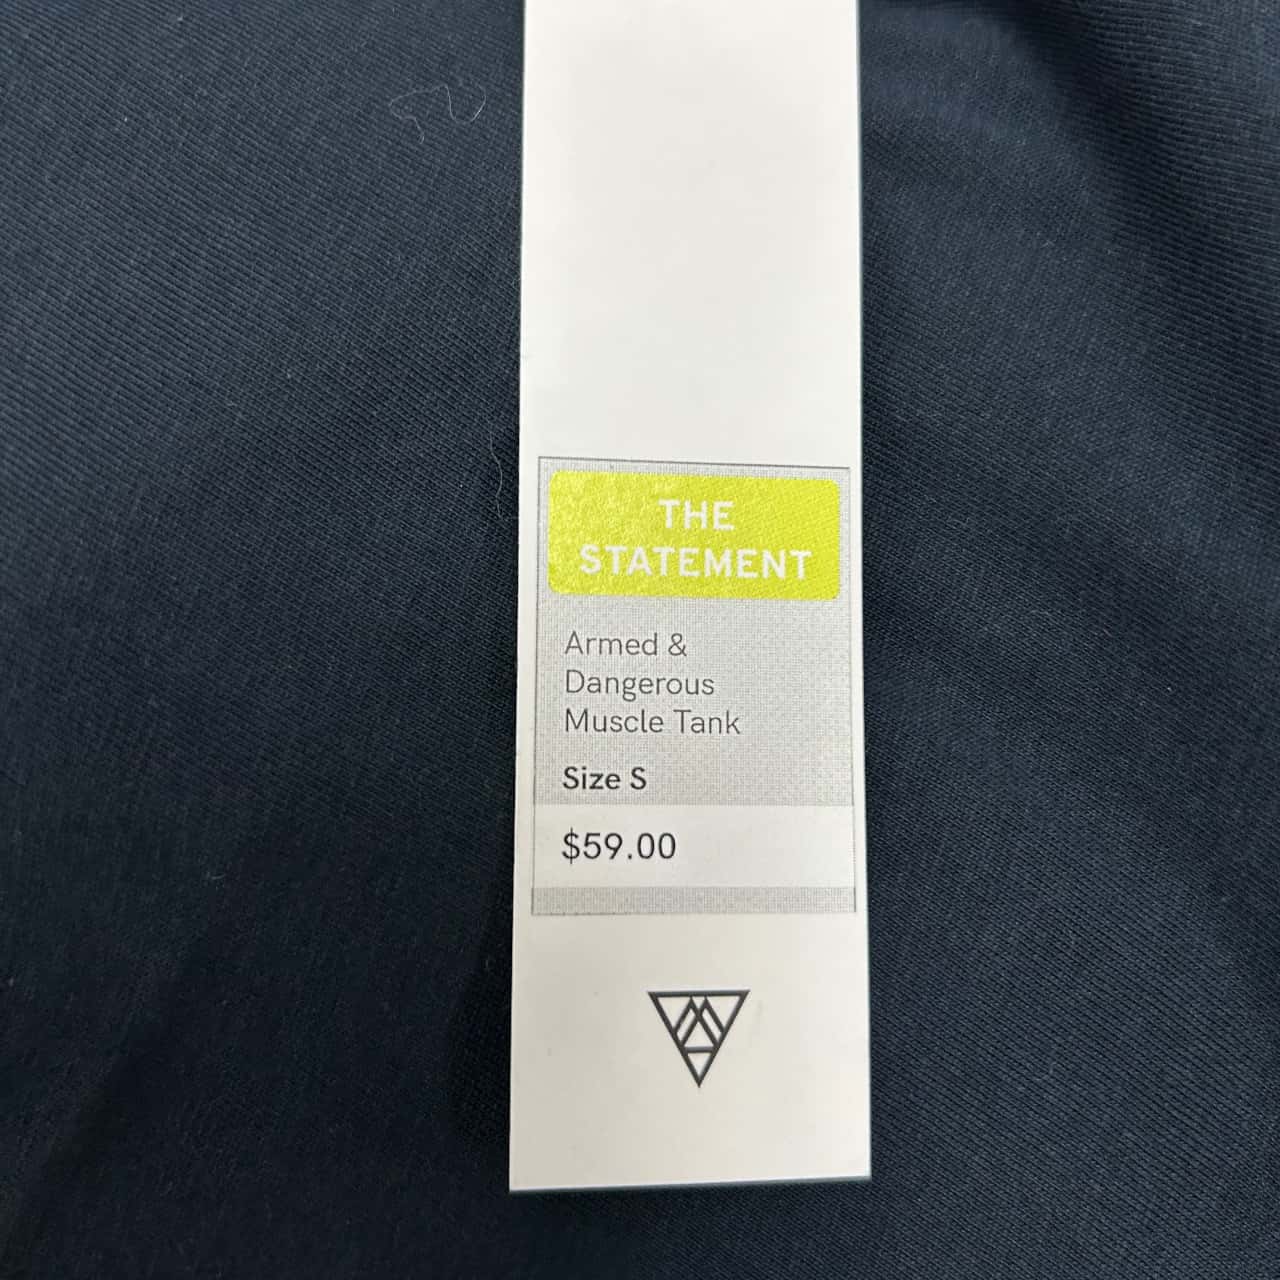 THE
STATEMENT
Armed &
Dangerous
Muscle Tank
Size S
$59.00